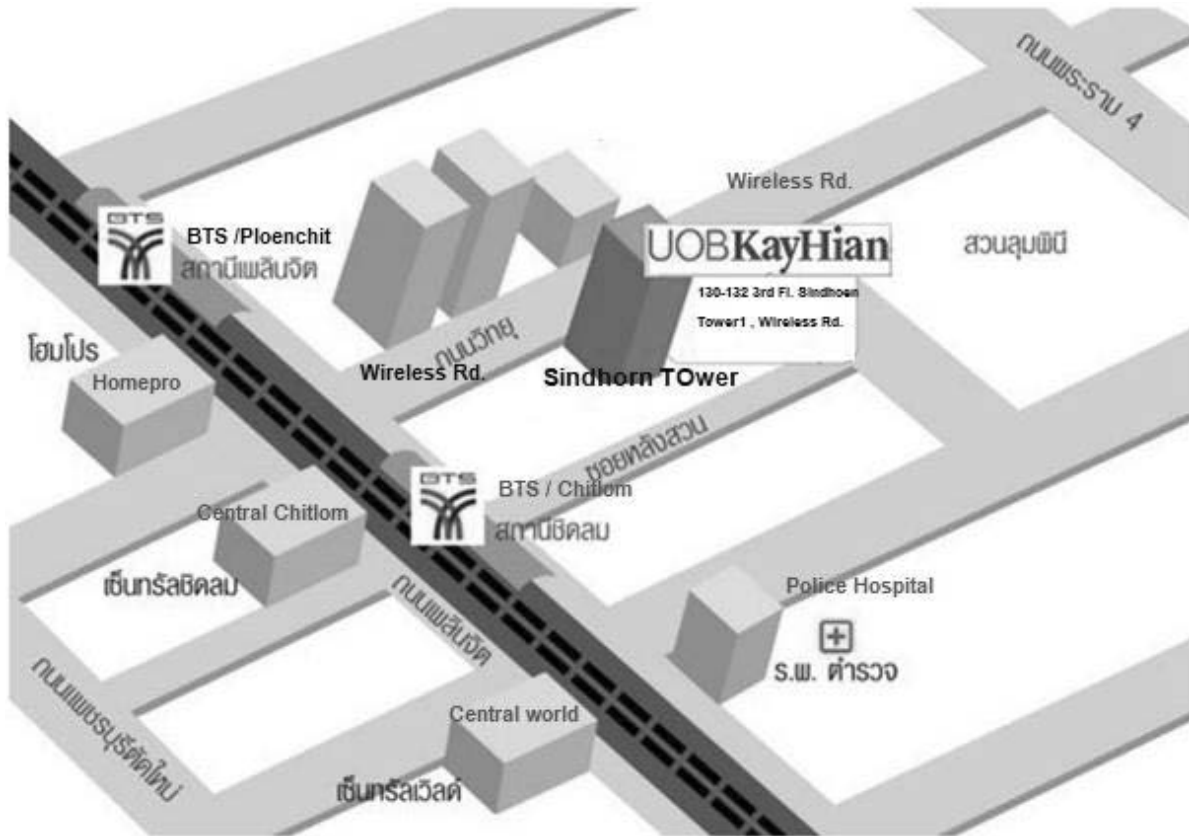 ถนนพระราม 4
Wireless Rd.
BTS
BTS /Ploenchit
สถานีเพลินจิต
UOBKayHian
130-132 3rd Fl. Sindhoen
Tower1 , Wireless Rd.
สวนลุมพินี
โฮมโปร
Homepro
ถนนวิทยุ
Wireless Rd.
Sindhorn TOwer
ซอยหลังสวน
BTS
BTS / Chitlom
สถานีชิดลม
Central Chitlom
เซ็นทรัลชิดลม
ถนนเพลินจิต
Police Hospital
ร.พ. ตำรวจ
ถนนเพชรบุรีตัดใหม่
Central world
เซ็นทรัลเวิลด์